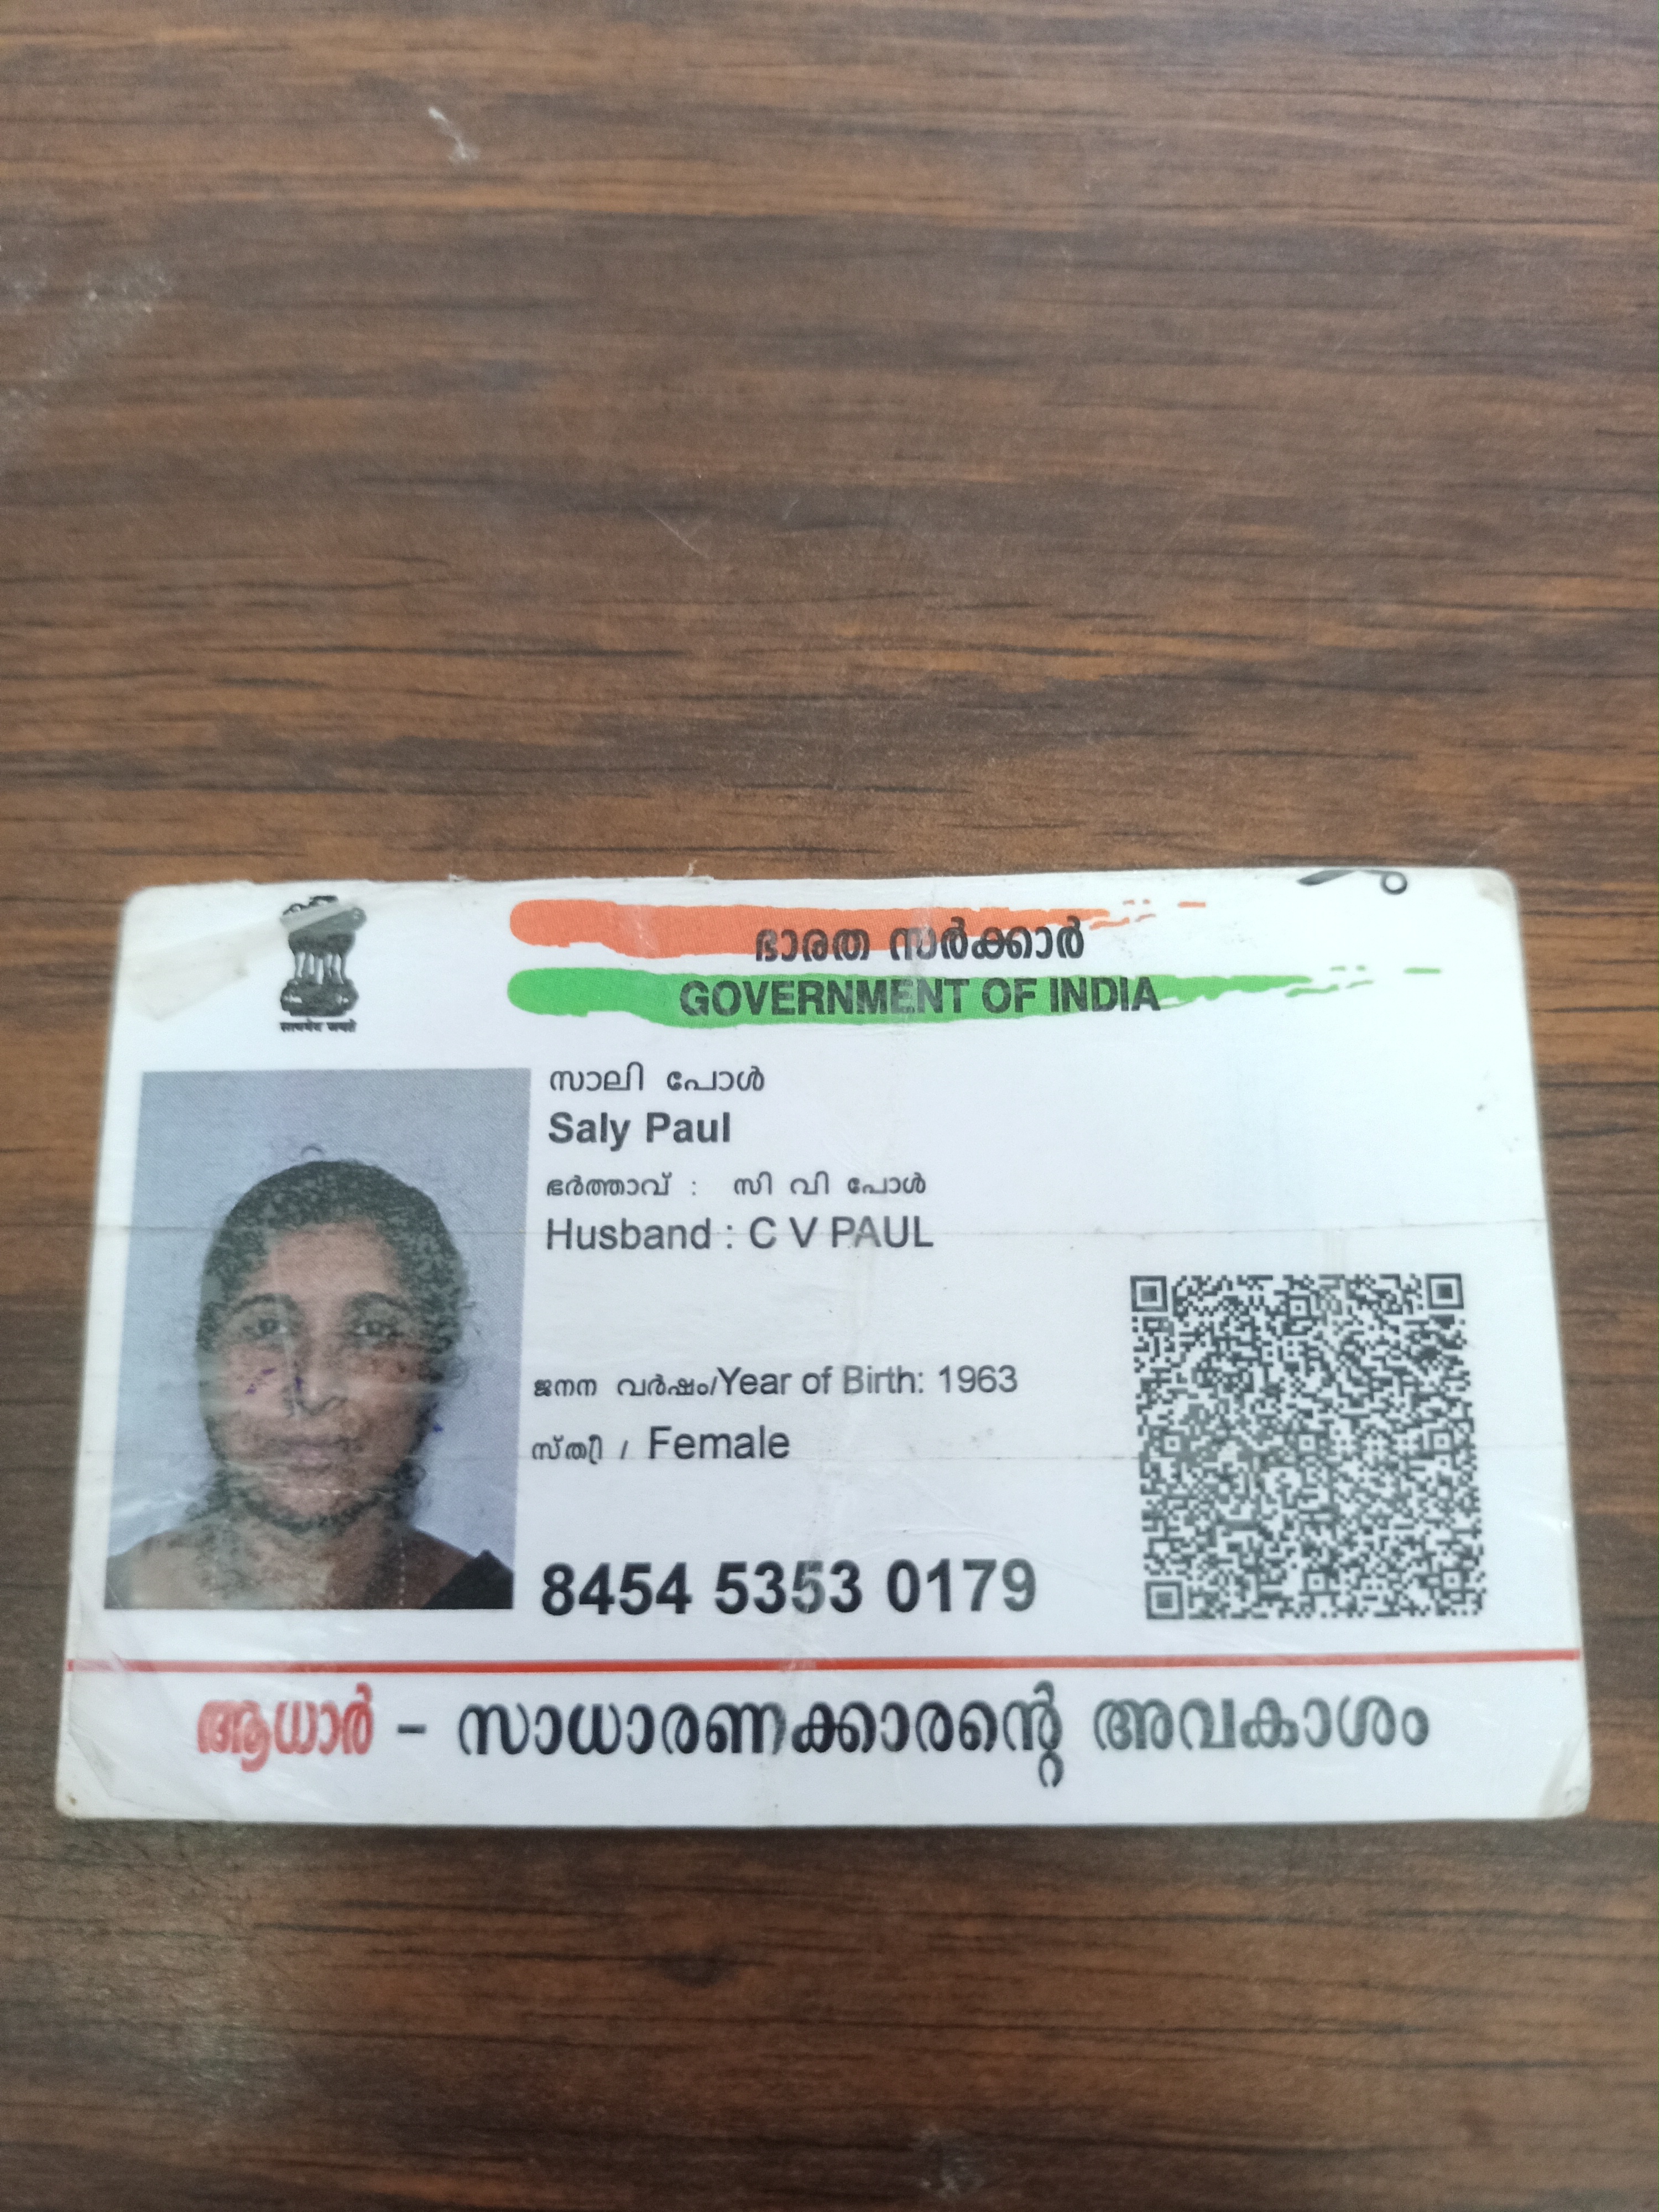 ഭാരത സർക്കാർ
GOVERNMENT OF INDIA
सत्यमेव जयते
സാലി പോൾ
Saly Paul
ഭർത്താവ് : സി വി പോൾ
Husband : C V PAUL
ജനന വർഷം/Year of Birth: 1963
സ്ത്രീ / Female
8454 5353 0179
ആധാർ - സാധാരണക്കാരന്റെ അവകാശം